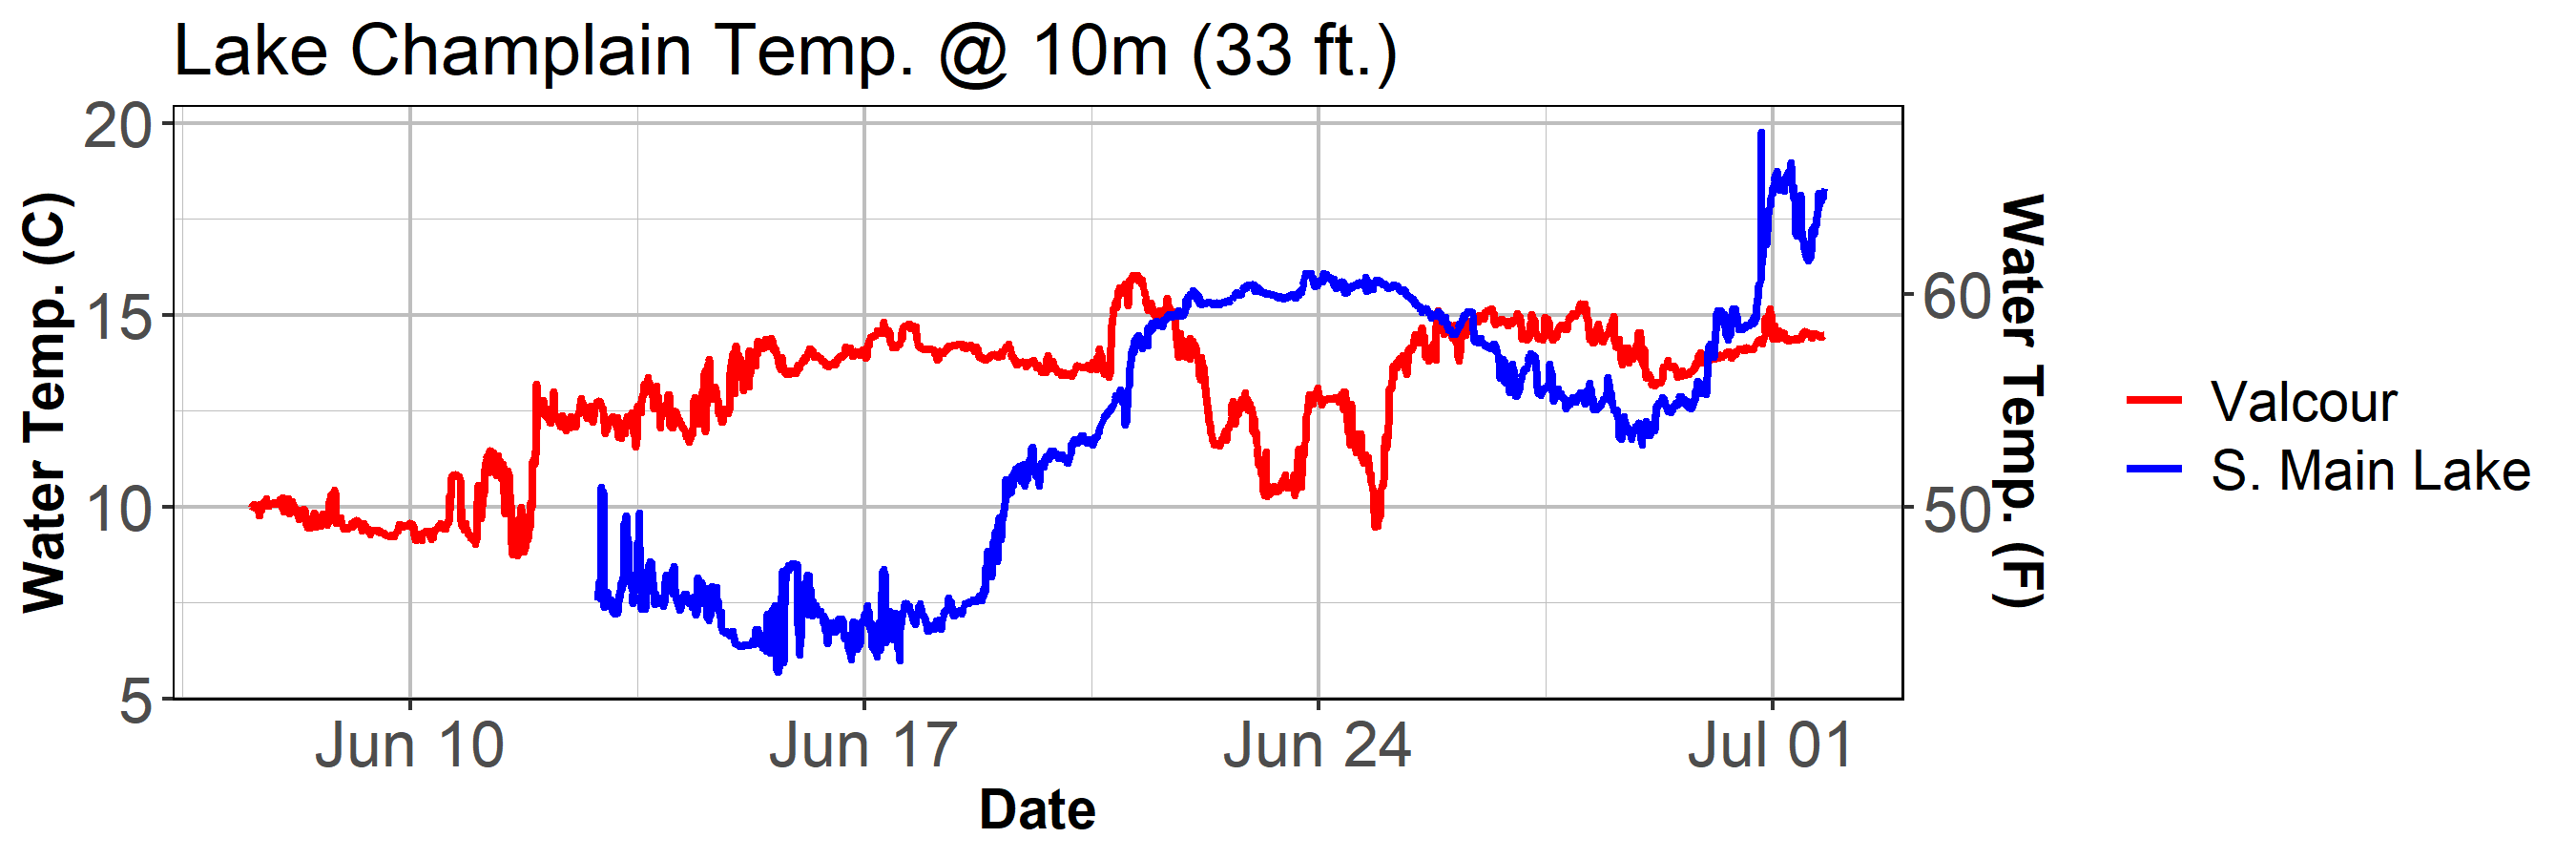 Lake Champlain Temp. @ 10m (33 ft.)
Water Temp. (C)
20
15
10
5
60
50
Water Temp. (F)
Jun 10
Jun 17
Jun 24
Jul 01
Date
Valcour
S. Main Lake